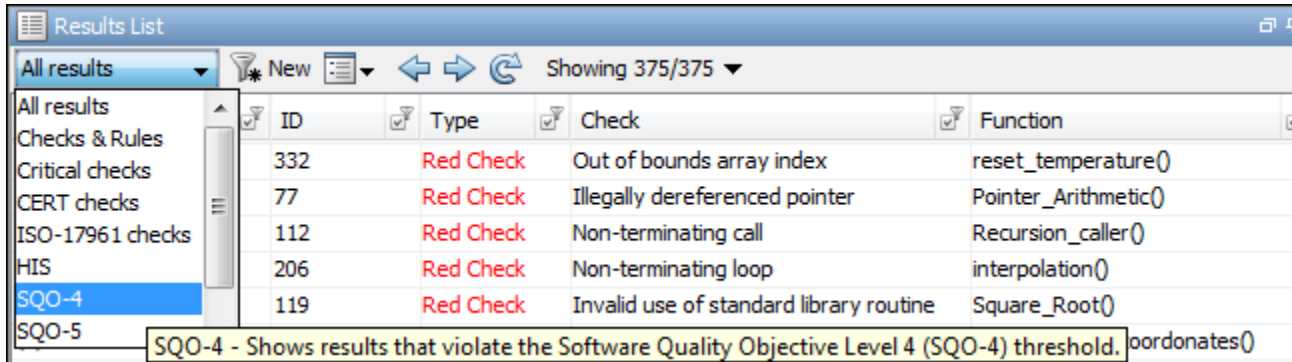 Results List
All results New Showing 375/375
All results
Checks & Rules
Critical checks
CERT checks
ISO-17961 checks
HIS
SQO-4
SQO-5
ID Type Check Function
332 Red Check Out of bounds array index reset_temperature()
77 Red Check Illegally dereferenced pointer Pointer_Arithmetic()
112 Red Check Non-terminating call Recursion_caller()
206 Red Check Non-terminating loop interpolation()
119 Red Check Invalid use of standard library routine Square_Root()
SQO-4 - Shows results that violate the Software Quality Objective Level 4 (SQO-4) threshold. oordonates()